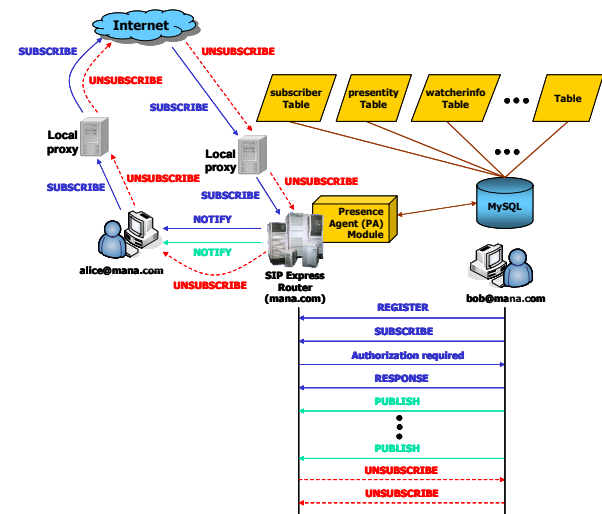 Internet
SUBSCRIBE
UNSUBSCRIBE
UNSUBSCRIBE
SUBSCRIBE
subscriber
Table
presentity
Table
watcherinfo
Table
Table
Local
proxy
Local
proxy
SUBSCRIBE
UNSUBSCRIBE
SUBSCRIBE
UNSUBSCRIBE
NOTIFY
NOTIFY
UNSUBSCRIBE
Presence
Agent (PA)
Module
MySQL
alice@mana.com
SIP Express
Router
(mana.com)
bob@mana.com
REGISTER
SUBSCRIBE
Authorization required
RESPONSE
PUBLISH
PUBLISH
UNSUBSCRIBE
UNSUBSCRIBE